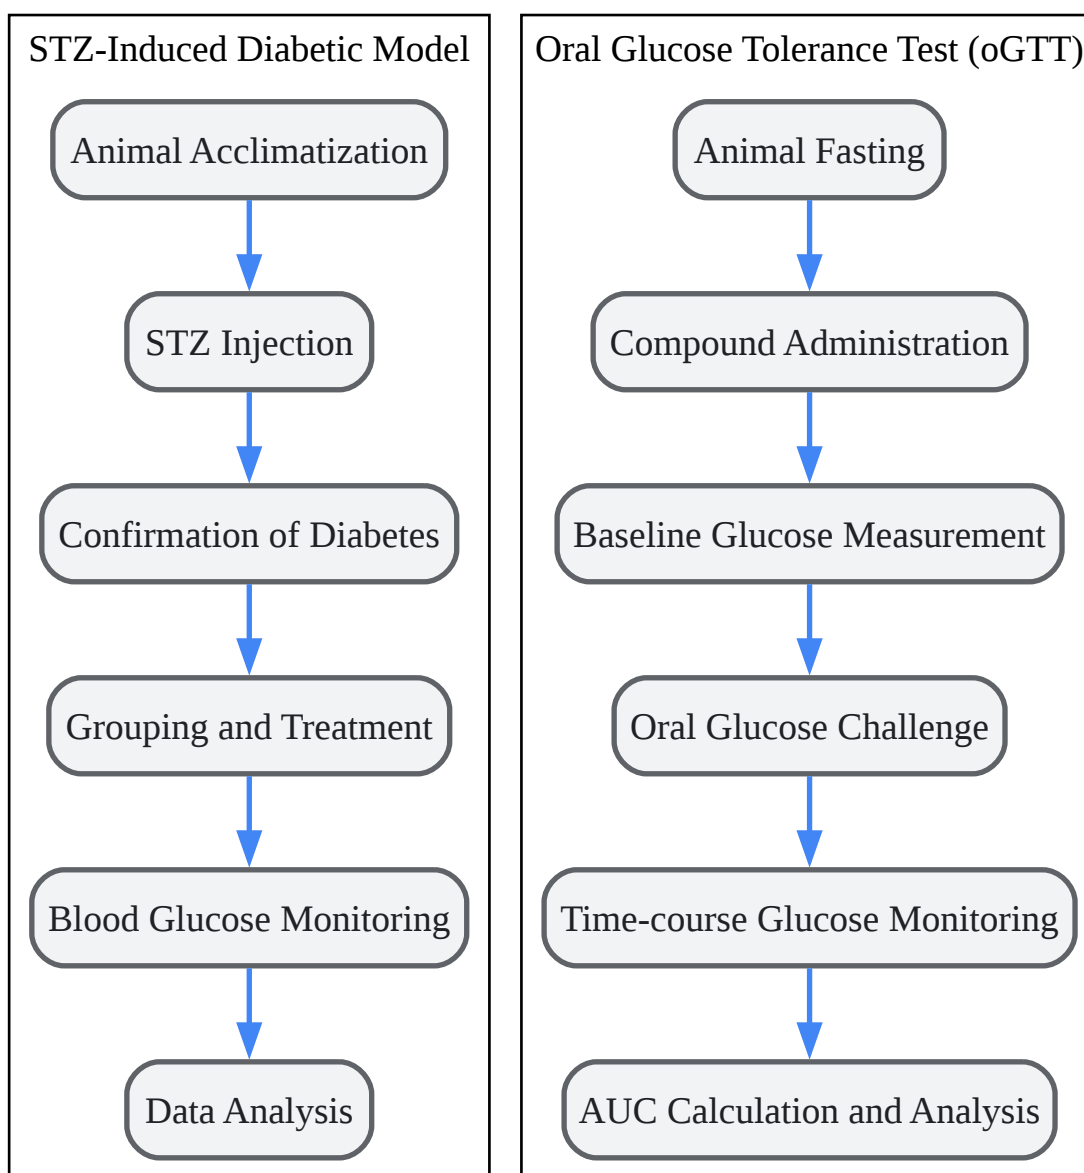 STZ-Induced Diabetic Model
Animal Acclimatization
STZ Injection
Confirmation of Diabetes
Grouping and Treatment
Blood Glucose Monitoring
Data Analysis
Oral Glucose Tolerance Test (oGTT)
Animal Fasting
Compound Administration
Baseline Glucose Measurement
Oral Glucose Challenge
Time-course Glucose Monitoring
AUC Calculation and Analysis